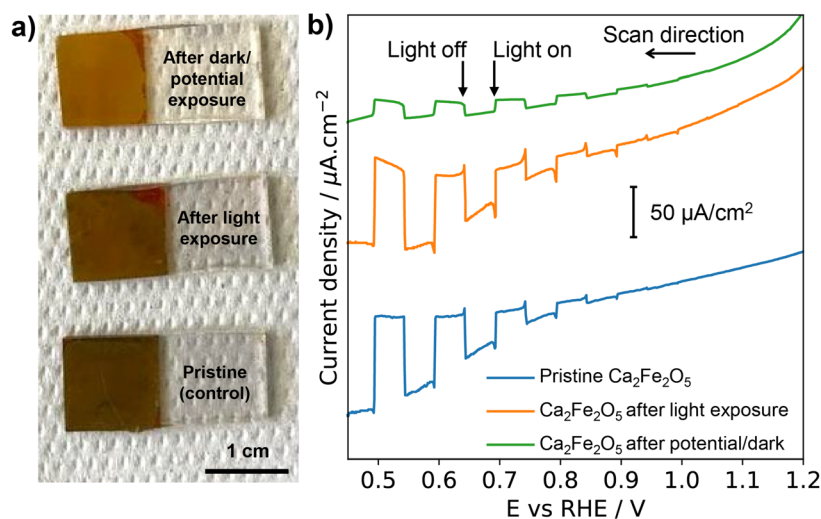 a)
After dark/
potential
exposure
After light
exposure
Pristine
(control)
1 cm
b)
Light off
Light on
Scan direction
50 μA/cm²
Current density / μA.cm⁻²
Pristine Ca₂Fe₂O₅
Ca₂Fe₂O₅ after light exposure
Ca₂Fe₂O₅ after potential/dark
0.5 0.6 0.7 0.8 0.9 1.0 1.1 1.2
E vs RHE / V